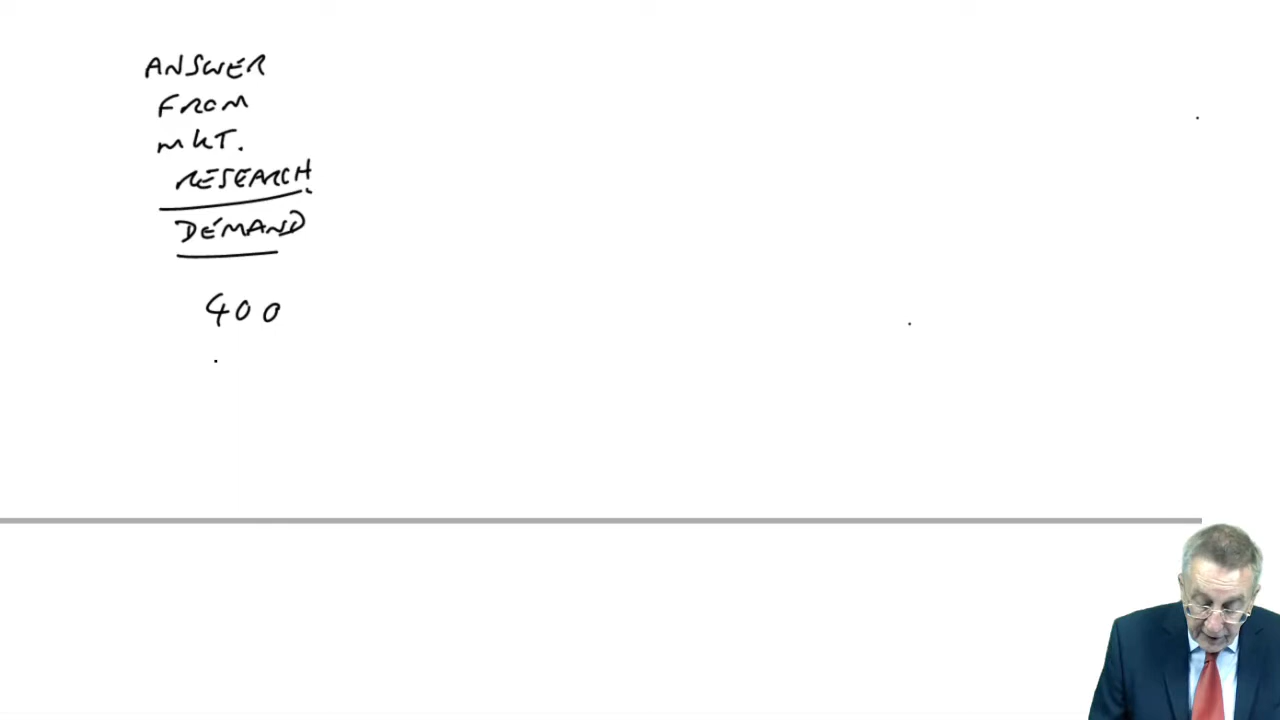 ANSWER
FROM
MKT.
RESEARCH
DEMAND
400